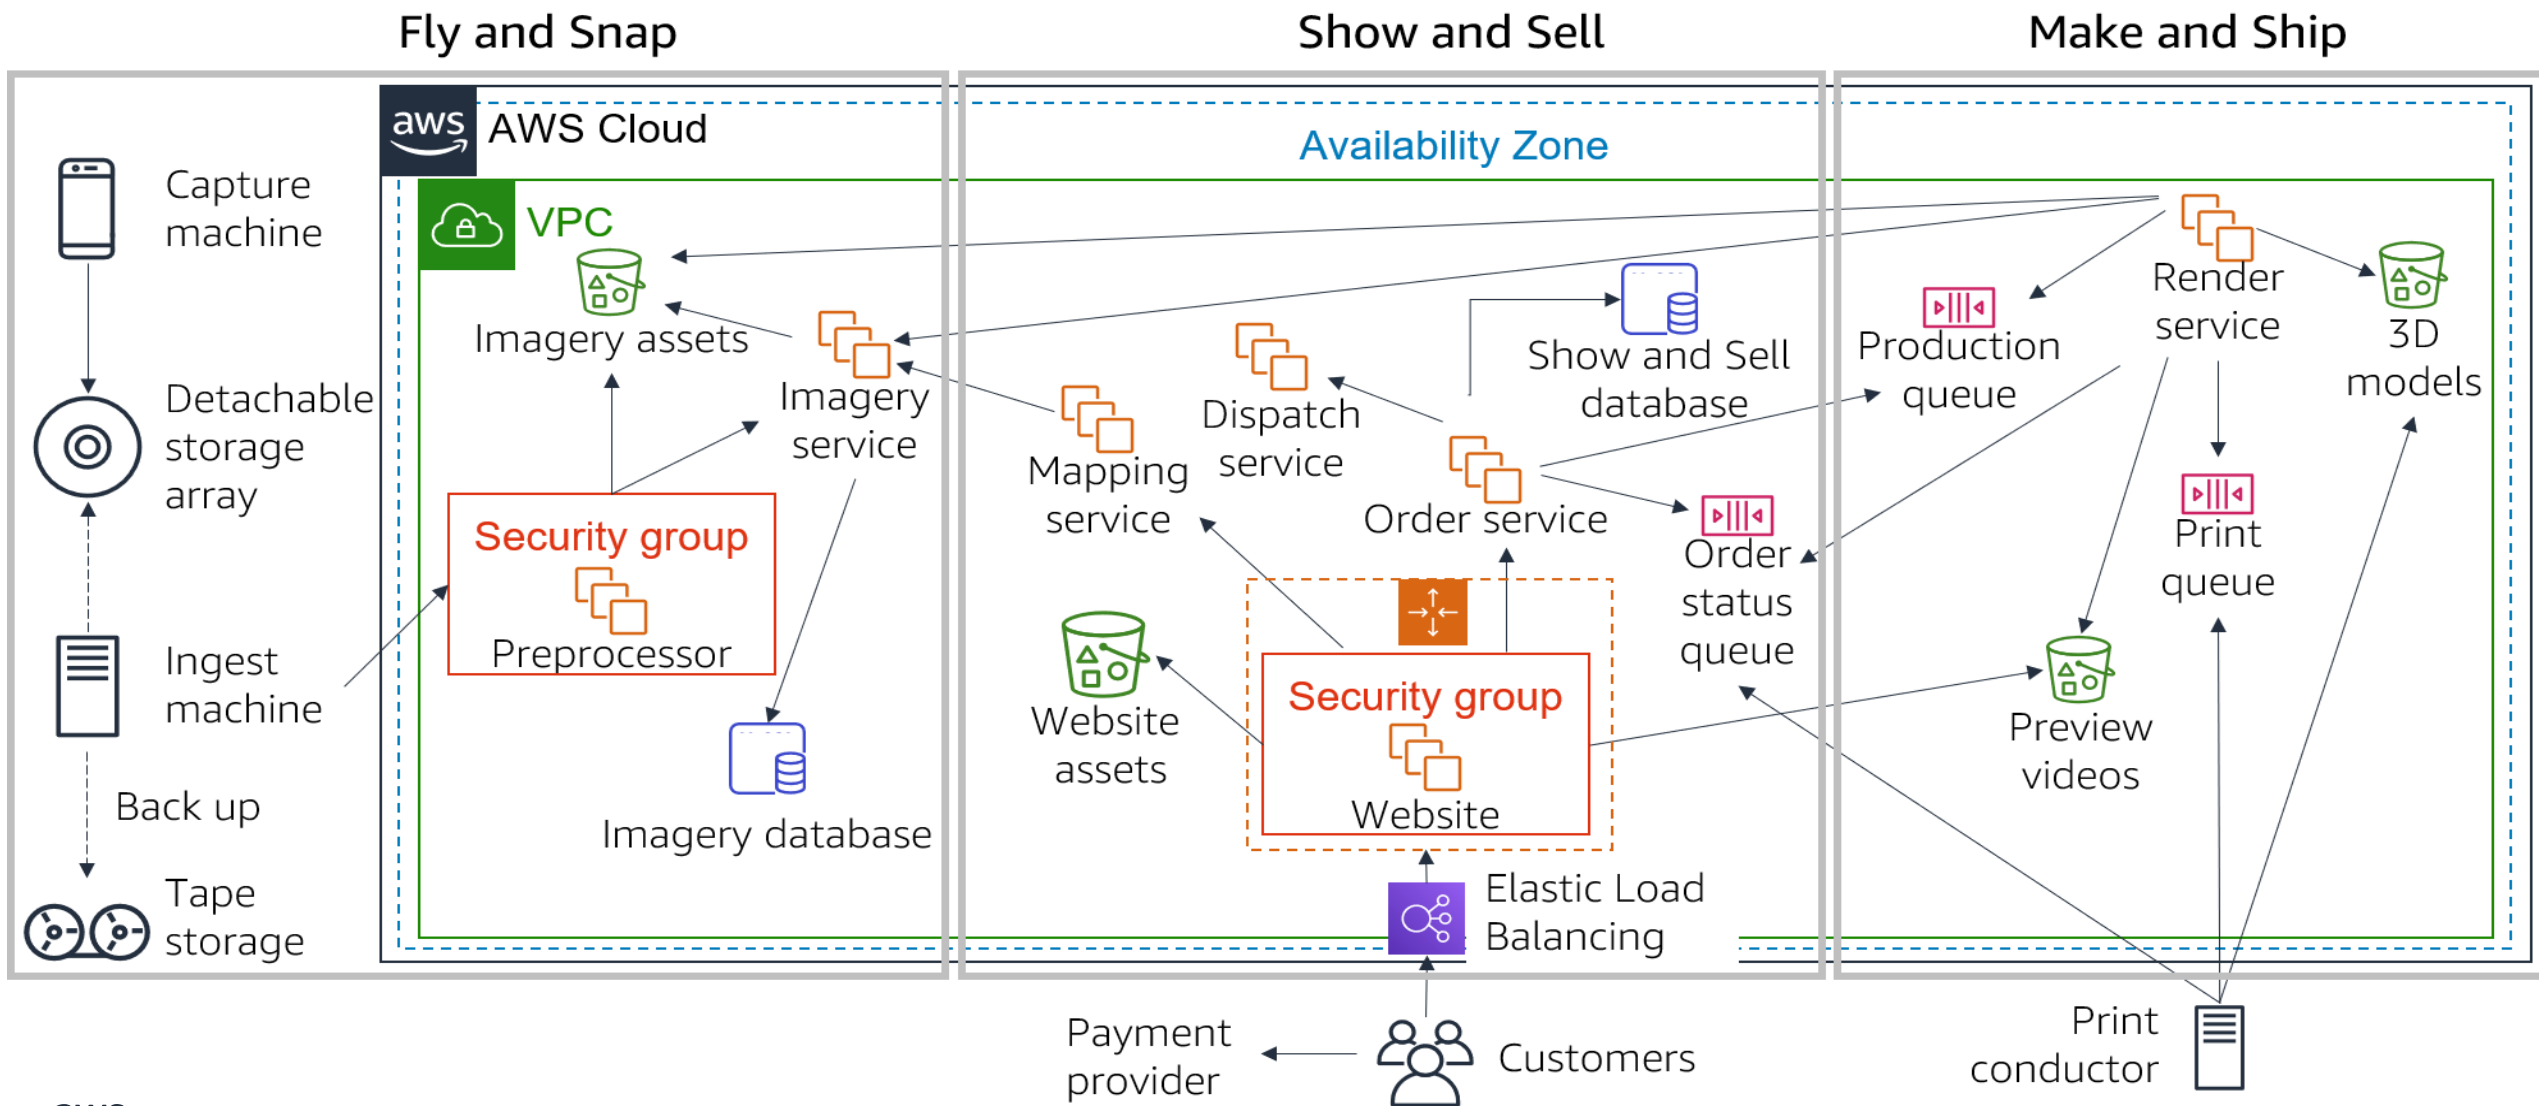 Fly and Snap
Show and Sell
Make and Ship
aws
AWS Cloud
Availability Zone
VPC
Capture
machine
Detachable
storage
array
Ingest
machine
Back up
Tape
storage
Imagery assets
Imagery
service
Security group
Preprocessor
Imagery database
Mapping
service
Dispatch
service
Show and Sell
database
Order service
Order
status
queue
Website
assets
Security group
Website
Elastic Load
Balancing
Payment
provider
Customers
Production
queue
Render
service
3D
models
Print
queue
Preview
videos
Print
conductor
aws